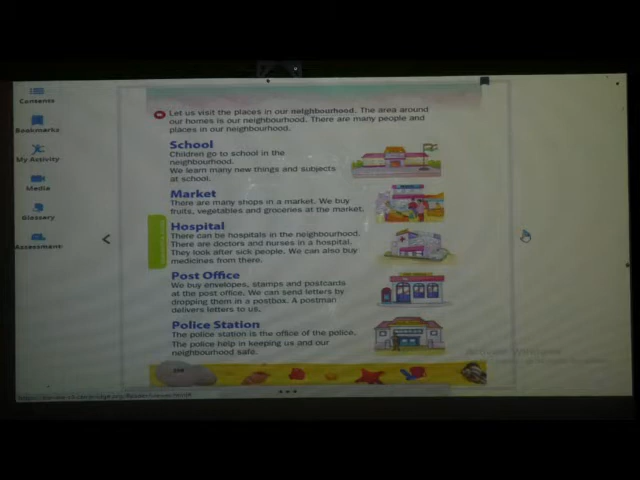 Contents
Bookmarks
My Activity
Media
Glossary
Assessment
Let us visit the places in our neighbourhood. The area around
our homes is our neighbourhood. There are many people and
places in our neighbourhood.
School
Children go to school in the
neighbourhood.
We learn many new things and subjects
at school.
Market
There are many shops in a market. We buy
fruits, vegetables and groceries at the market.
Hospital
There can be hospitals in the neighbourhood.
There are doctors and nurses in a hospital.
They look after sick people. We can also buy
medicines from there.
Post Office
We buy envelopes, stamps and postcards
at the post office. We can send letters by
dropping them in a postbox. A postman
delivers letters to us.
Police Station
The police station is the office of the police.
The police help in keeping us and our
neighbourhood safe.
Activate Windows